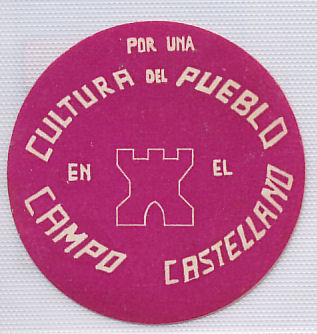 POR UNA
CULTURA DEL PUEBLO
EN EL
CAMPO CASTELLANO